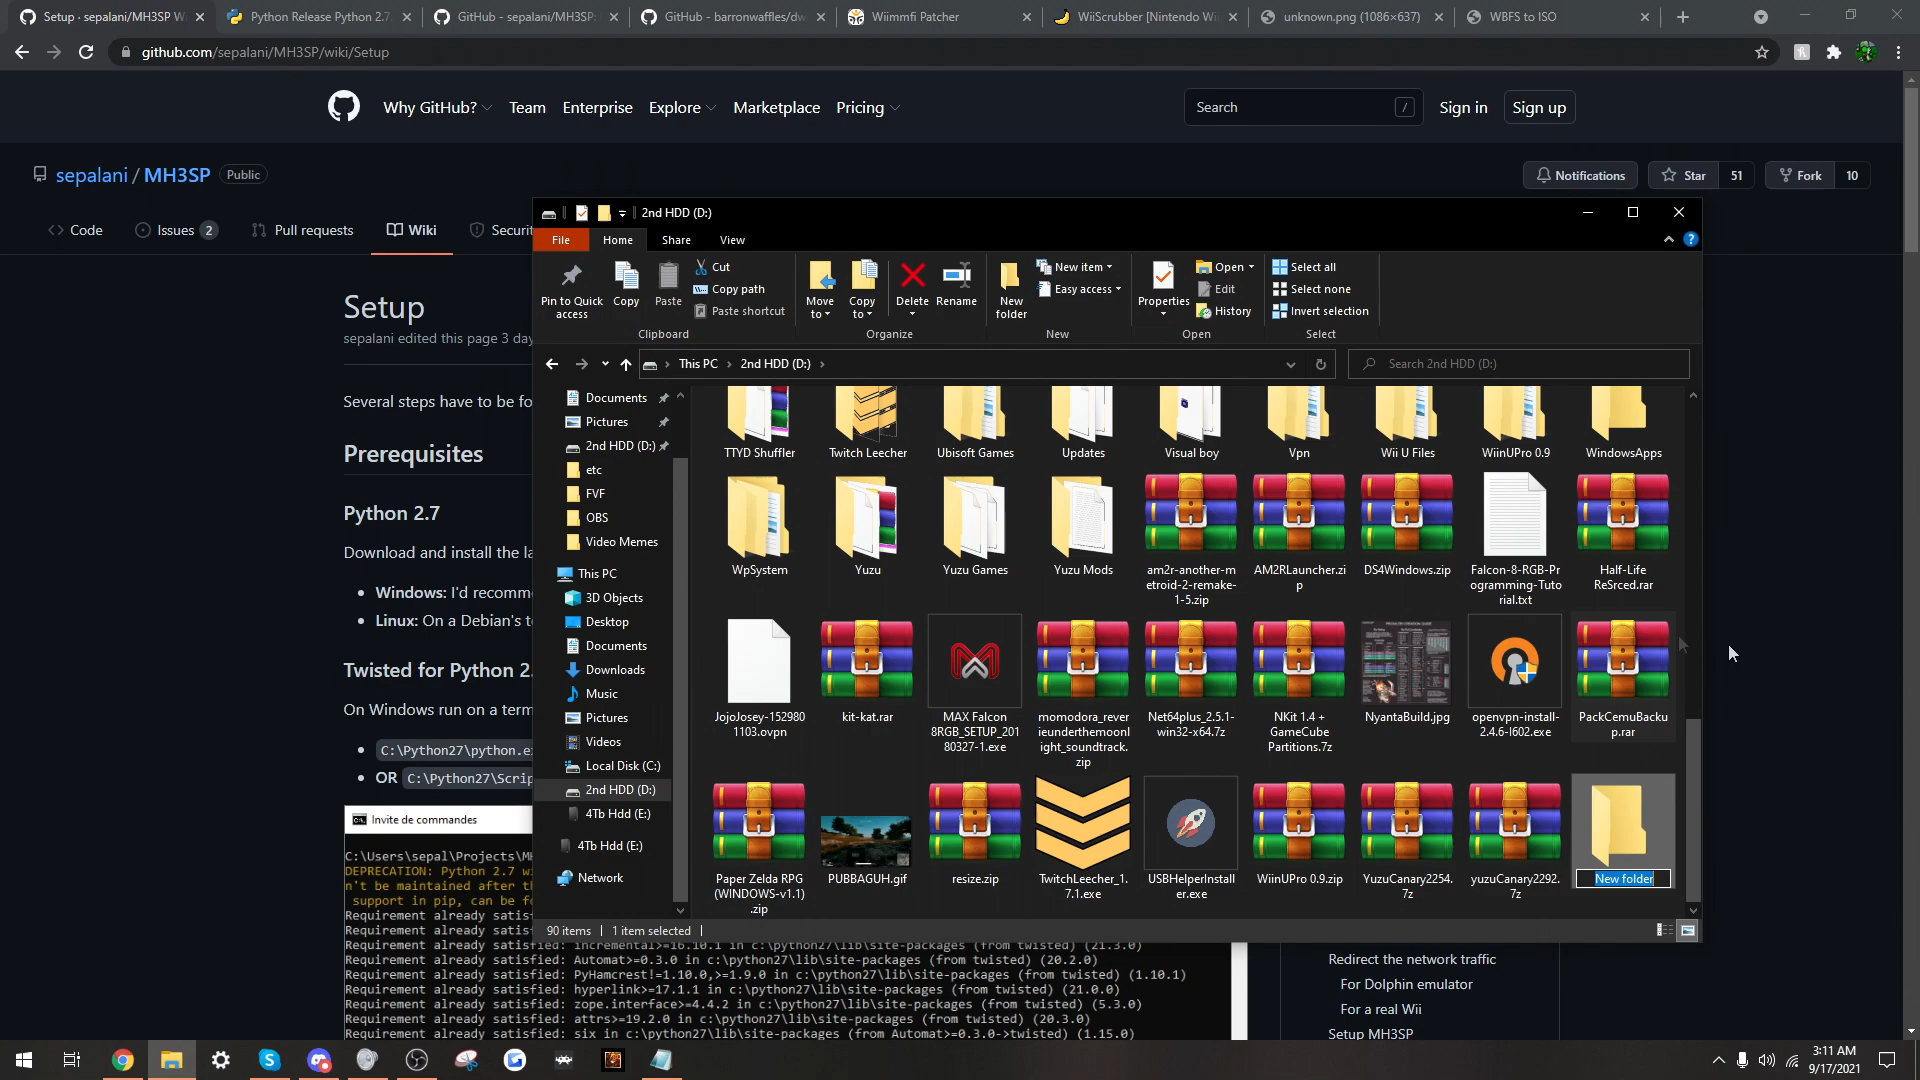 Setup · sepalani/MH3SP W
Python Release Python 2.7.
GitHub - sepalani/MH3SP:
GitHub - barronwaffles/dw
Wiimmfi Patcher
WiiScrubber [Nintendo Wi
unknown.png (1086×637)
WBFS to ISO
github.com/sepalani/MH3SP/wiki/Setup
Why GitHub?
Team
Enterprise
Explore
Marketplace
Pricing
Search
/
Sign in
Sign up
sepalani / MH3SP
Public
Notifications
Star
51
Fork
10
Code
Issues 2
Pull requests
Wiki
Securit
Setup
sepalani edited this page 3 day
Several steps have to be fo
Prerequisites
Python 2.7
Download and install the la
Windows: I'd recomm
Linux: On a Debian's t
Twisted for Python 2.
On Windows run on a term
C:\Python27\python.e
OR C:\Python27\Scrip
Invite de commandes
C:\Users\sepal\Projects\M
DEPRECATION: Python 2.7 w
n't be maintained after th
support in pip, can be fo
Requirement already satis
Requirement already satis
Requirement already satisfied: incremental>=16.10.1 in c:\python27\lib\site-packages (from twisted) (21.3.0)
Requirement already satisfied: Automat>=0.3.0 in c:\python27\lib\site-packages (from twisted) (20.2.0)
Requirement already satisfied: PyHamcrest!=1.10.0,>=1.9.0 in c:\python27\lib\site-packages (from twisted) (1.10.1)
Requirement already satisfied: hyperlink>=17.1.1 in c:\python27\lib\site-packages (from twisted) (21.0.0)
Requirement already satisfied: zope.interface>=4.4.2 in c:\python27\lib\site-packages (from twisted) (5.3.0)
Requirement already satisfied: attrs>=19.2.0 in c:\python27\lib\site-packages (from twisted) (20.3.0)
Requirement already satisfied: six in c:\python27\lib\site-packages (from Automat>=0.3.0->twisted) (1.15.0)
Redirect the network traffic
For Dolphin emulator
For a real Wii
Setup MH3SP
2nd HDD (D:)
File
Home
Share
View
Pin to Quick
access
Copy
Paste
Cut
Copy path
Paste shortcut
Clipboard
Move
to
Copy
to
Delete
Rename
Organize
New
folder
New item
Easy access
New
Properties
Open
Edit
History
Open
Select all
Select none
Invert selection
Select
This PC
2nd HDD (D:)
Search 2nd HDD (D:)
Documents
Pictures
2nd HDD (D:)
etc
FVF
OBS
Video Memes
This PC
3D Objects
Desktop
Documents
Downloads
Music
Pictures
Videos
Local Disk (C:)
2nd HDD (D:)
4Tb Hdd (E:)
4Tb Hdd (E:)
Network
TTYD Shuffler
Twitch Leecher
Ubisoft Games
Updates
Visual boy
Vpn
Wii U Files
WiinUPro 0.9
WindowsApps
WpSystem
Yuzu
Yuzu Games
Yuzu Mods
am2r-another-m
etroid-2-remake-
1-5.zip
AM2RLauncher.zi
p
DS4Windows.zip
Falcon-8-RGB-Pr
ogramming-Tuto
rial.txt
Half-Life
ReSrced.rar
JojoJosey-152980
1103.ovpn
kit-kat.rar
MAX Falcon
8RGB_SETUP_201
80327-1.exe
momodora_rever
ieunderthemoonl
ight_soundtrack.
zip
Net64plus_2.5.1-
win32-x64.7z
NKit 1.4 +
GameCube
Partitions.7z
NyantaBuild.jpg
openvpn-install-
2.4.6-I602.exe
PackCemuBacku
p.rar
Paper Zelda RPG
(WINDOWS-v1.1)
.zip
PUBBAGUH.gif
resize.zip
TwitchLeecher_1.
7.1.exe
USBHelperInstall
er.exe
WiinUPro 0.9.zip
YuzuCanary2254.
7z
yuzuCanary2292.
7z
New folder
90 items
1 item selected
3:11 AM
9/17/2021